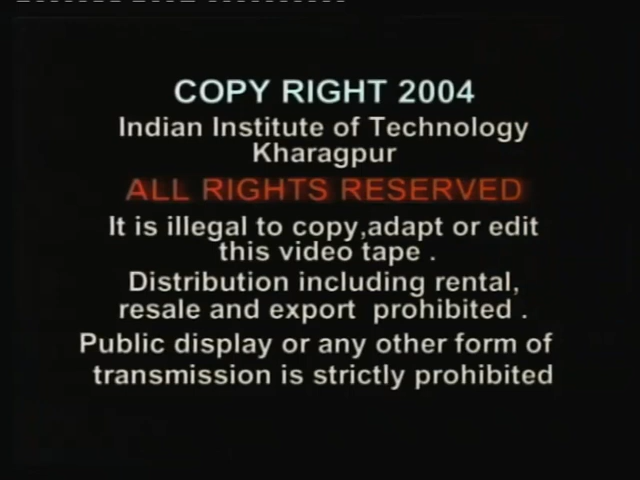 COPY RIGHT 2004
Indian Institute of Technology
Kharagpur
ALL RIGHTS RESERVED
It is illegal to copy,adapt or edit
this video tape .
Distribution including rental,
resale and export prohibited .
Public display or any other form of
transmission is strictly prohibited